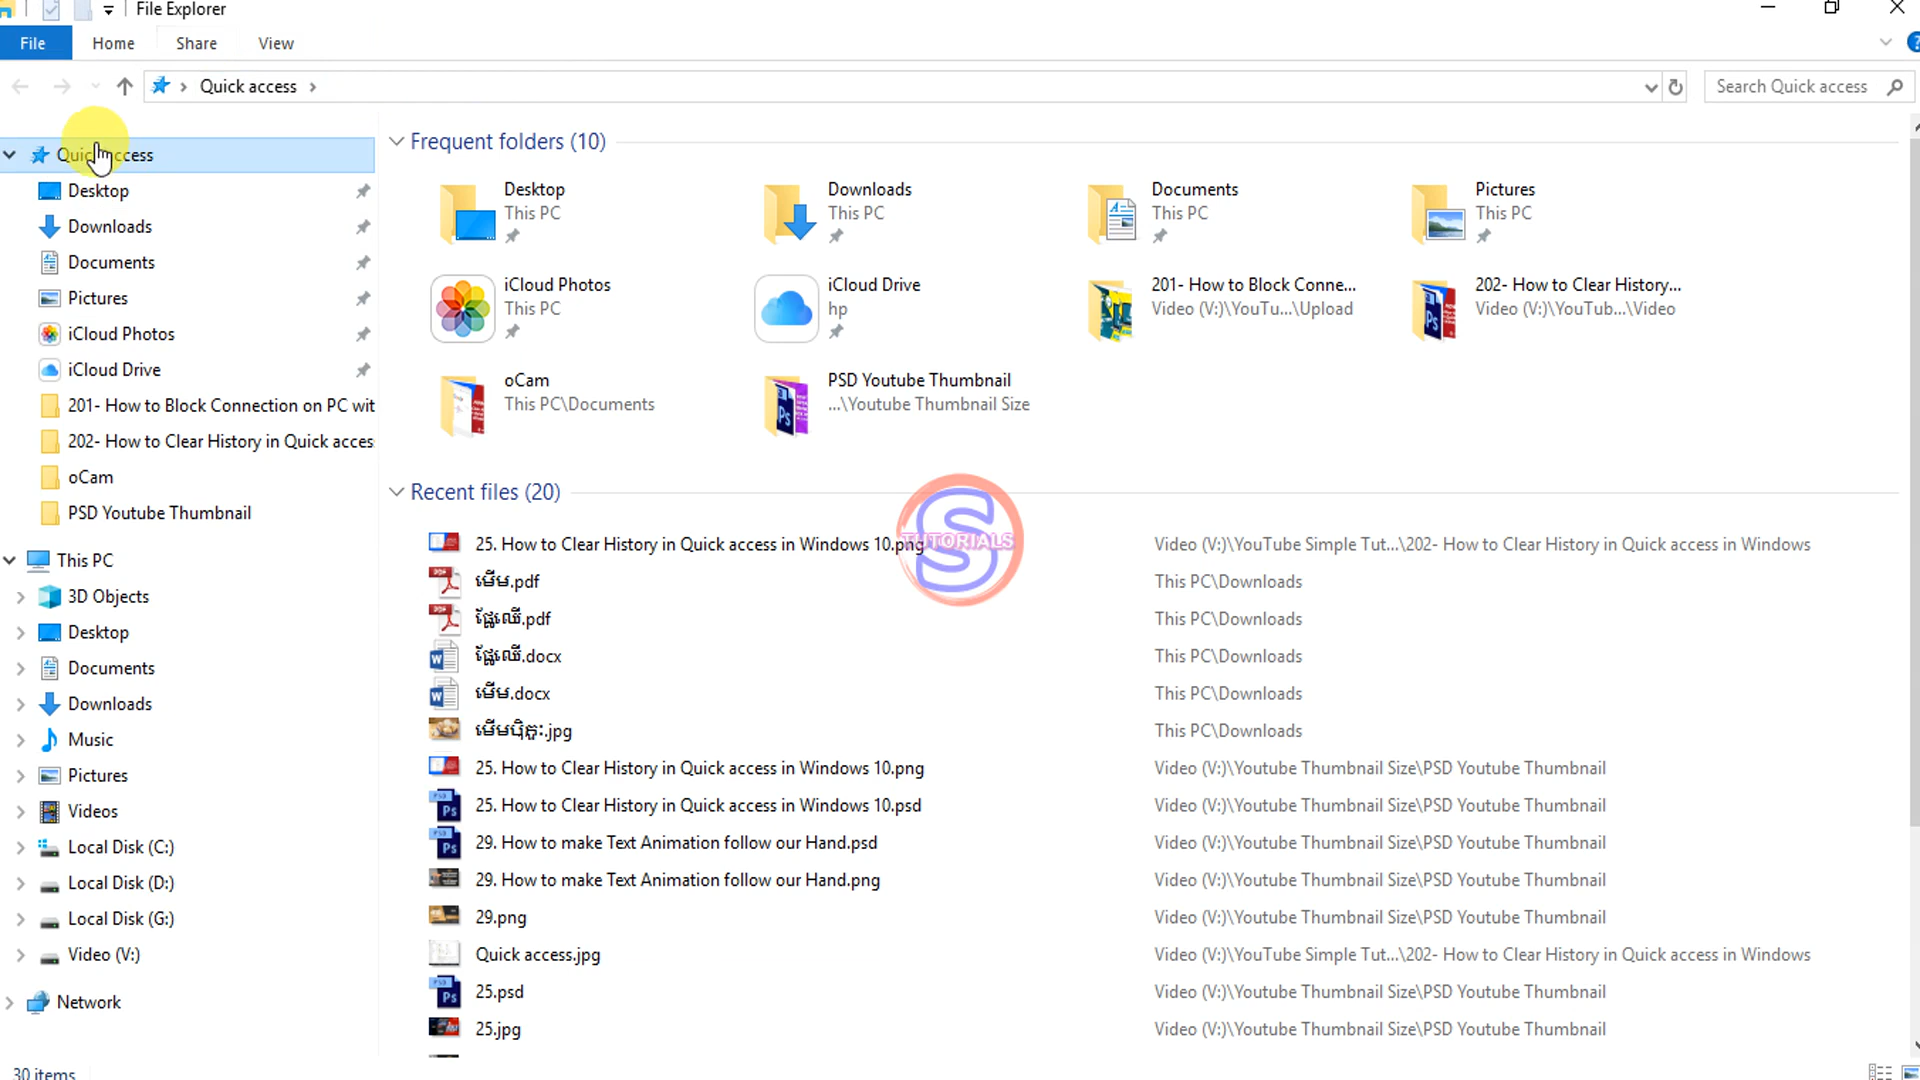 File Explorer
File Home Share View
Quick access
Search Quick access
Quick access
Desktop
Downloads
Documents
Pictures
iCloud Photos
iCloud Drive
201- How to Block Connection on PC wit
202- How to Clear History in Quick acces
oCam
PSD Youtube Thumbnail
This PC
3D Objects
Desktop
Documents
Downloads
Music
Pictures
Videos
Local Disk (C:)
Local Disk (D:)
Local Disk (G:)
Video (V:)
Network
30 items
Frequent folders (10)
Desktop
This PC
Downloads
This PC
Documents
This PC
Pictures
This PC
iCloud Photos
This PC
iCloud Drive
hp
201- How to Block Conne...
Video (V:)\YouTu...\Upload
202- How to Clear History...
Video (V:)\YouTub...\Video
oCam
This PC\Documents
PSD Youtube Thumbnail
...\Youtube Thumbnail Size
Recent files (20)
25. How to Clear History in Quick access in Windows 10.png Video (V:)\YouTube Simple Tut...\202- How to Clear History in Quick access in Windows
មើម.pdf This PC\Downloads
ផ្លែឈើ.pdf This PC\Downloads
ផ្លែឈើ.docx This PC\Downloads
មើម.docx This PC\Downloads
មើមប៉ិគួៈ.jpg This PC\Downloads
25. How to Clear History in Quick access in Windows 10.png Video (V:)\Youtube Thumbnail Size\PSD Youtube Thumbnail
25. How to Clear History in Quick access in Windows 10.psd Video (V:)\Youtube Thumbnail Size\PSD Youtube Thumbnail
29. How to make Text Animation follow our Hand.psd Video (V:)\Youtube Thumbnail Size\PSD Youtube Thumbnail
29. How to make Text Animation follow our Hand.png Video (V:)\Youtube Thumbnail Size\PSD Youtube Thumbnail
29.png Video (V:)\Youtube Thumbnail Size\PSD Youtube Thumbnail
Quick access.jpg Video (V:)\YouTube Simple Tut...\202- How to Clear History in Quick access in Windows
25.psd Video (V:)\Youtube Thumbnail Size\PSD Youtube Thumbnail
25.jpg Video (V:)\Youtube Thumbnail Size\PSD Youtube Thumbnail
S
TUTORIALS